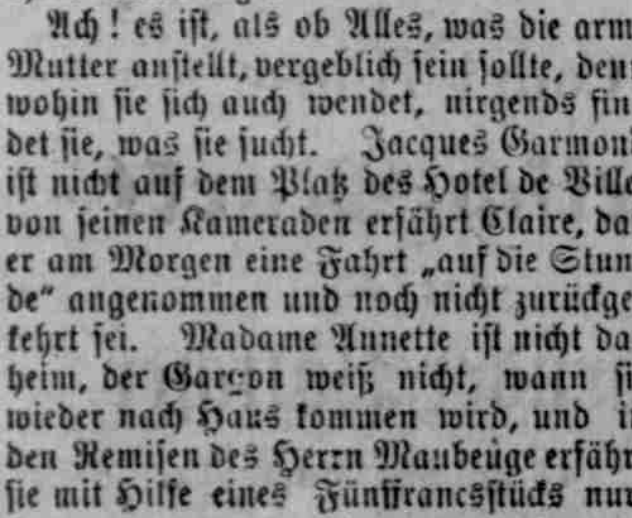 Ach! es ist, als ob Alles, was die arm
Mutter anstellt, vergeblich sein sollte, den
wohin sie sich auch wendet, nirgends fin
det sie, was sie sucht. Jacques Garmon
ist nicht auf dem Platz des Hotel de Ville
von seinen Kameraden erfährt Claire, da
er am Morgen eine Fahrt „auf die Stun
de“ angenommen und noch nicht zurückge
kehrt sei. Madame Annette ist nicht da
heim, der Garçon weiß nicht, wann si
wieder nach Haus kommen wird, und i
den Remisen des Herrn Maubeuge erfähr
sie mit Hilfe eines Fünffrancsstücks nur